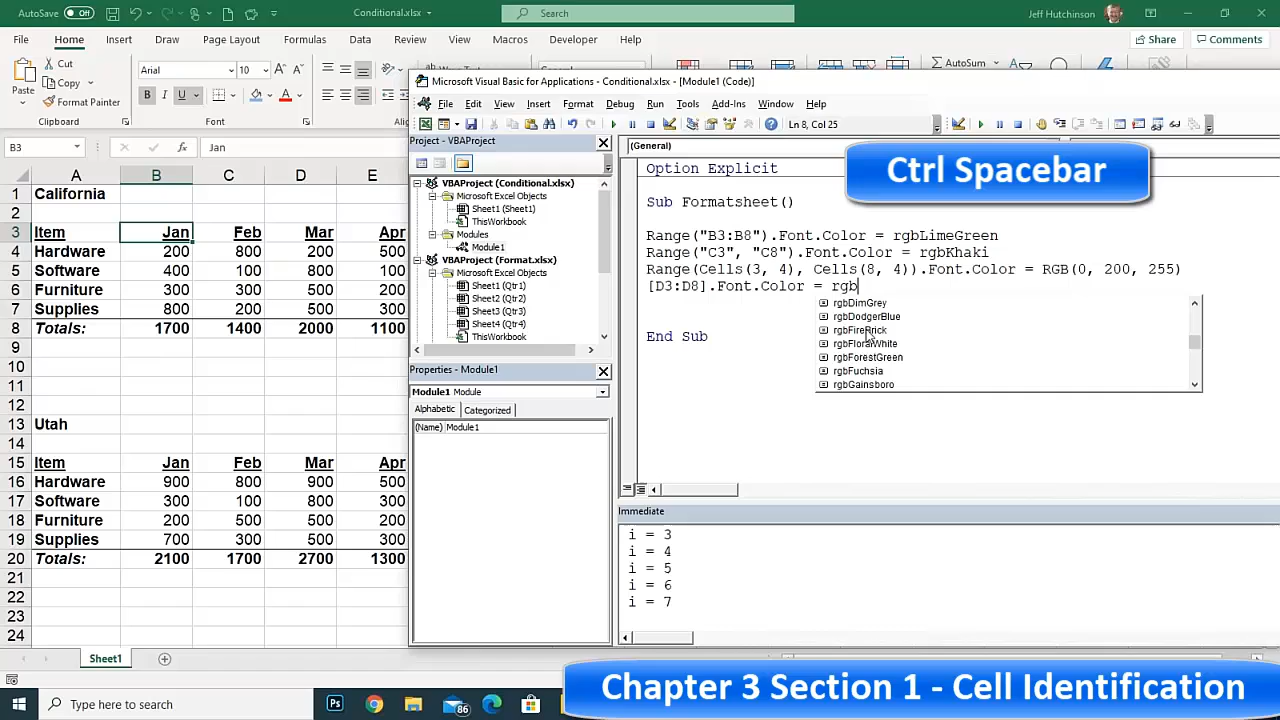 AutoSave Off Conditional.xlsx Search Jeff Hutchinson
File Home Insert Draw Page Layout Formulas Data Review View Macros Developer Help Share Comments
Paste Cut Copy Format Painter Clipboard
Arial 10 B I U A Font
AutoSum
B3 fx Jan
A B C D E
1 California
2
3 Item Jan Feb Mar Apr
4 Hardware 200 800 200 500
5 Software 400 100 800 100
6 Furniture 300 300 500 200
7 Supplies 800 200 500 300
8 Totals: 1700 1400 2000 1100
9
10
11
12
13 Utah
14
15 Item Jan Feb Mar Apr
16 Hardware 900 800 900 500
17 Software 300 100 800 300
18 Furniture 200 500 500 200
19 Supplies 700 300 500 300
20 Totals: 2100 1700 2700 1300
21
22
23
24
Sheet1
Microsoft Visual Basic for Applications - Conditional.xlsx - [Module1 (Code)]
File Edit View Insert Format Debug Run Tools Add-Ins Window Help
Ln 8, Col 25
Project - VBAProject
VBAProject (Conditional.xlsx)
Microsoft Excel Objects
Sheet1 (Sheet1)
ThisWorkbook
Modules
Module1
VBAProject (Format.xlsx)
Microsoft Excel Objects
Sheet1 (Qtr1)
Sheet2 (Qtr2)
Sheet3 (Qtr3)
Sheet4 (Qtr4)
ThisWorkbook
Properties - Module1
Module1 Module
Alphabetic Categorized
(Name) Module1
(General)
Ctrl Spacebar
Option Explicit
Sub Formatsheet()
Range("B3:B8").Font.Color = rgbLimeGreen
Range("C3", "C8").Font.Color = rgbKhaki
Range(Cells(3, 4), Cells(8, 4)).Font.Color = RGB(0, 200, 255)
[D3:D8].Font.Color = rgb
rgbDimGrey
rgbDodgerBlue
rgbFireBrick
rgbFloralWhite
rgbForestGreen
rgbFuchsia
rgbGainsboro
End Sub
Immediate
i = 3
i = 4
i = 5
i = 6
i = 7
Chapter 3 Section 1 - Cell Identification
Type here to search
Ps
86